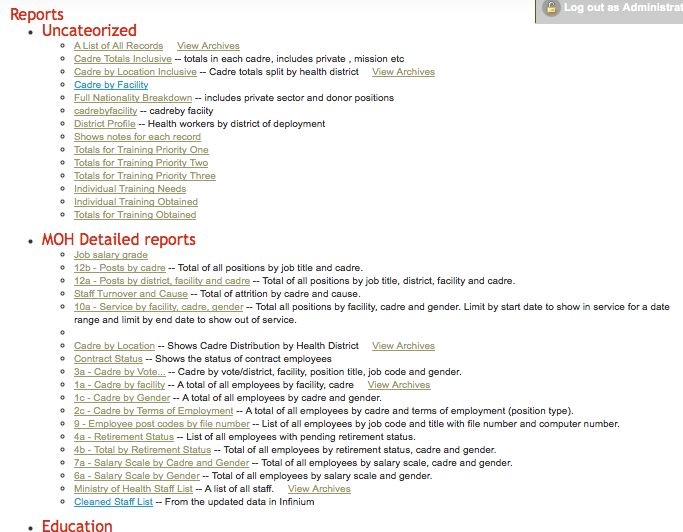 Reports
Log out as Administrat
Uncateorized
A List of All Records View Archives
Cadre Totals Inclusive -- totals in each cadre, includes private , mission etc
Cadre by Location Inclusive -- Cadre totals split by health district View Archives
Cadre by Facility
Full Nationality Breakdown -- includes private sector and donor positions
cadrebyfacility -- cadreby faciity
District Profile -- Health workers by district of deployment
Shows notes for each record
Totals for Training Priority One
Totals for Training Priority Two
Totals for Training Priority Three
Individual Training Needs
Individual Training Obtained
Totals for Training Obtained
MOH Detailed reports
Job salary grade
12b - Posts by cadre -- Total of all positions by job title and cadre.
12a - Posts by district, facility and cadre -- Total of all positions by job title, district, facility and cadre.
Staff Turnover and Cause -- Total of attrition by cadre and cause.
10a - Service by facility, cadre, gender -- Total all positions by facility, cadre and gender. Limit by start date to show in service for a date
range and limit by end date to show out of service.
Cadre by Location -- Shows Cadre Distribution by Health District View Archives
Contract Status -- Shows the status of contract employees
3a - Cadre by Vote... -- Cadre by vote/district, facility, position title, job code and gender.
1a - Cadre by facility -- A total of all employees by facility, cadre View Archives
1c - Cadre by Gender -- A total of all employees by cadre and gender.
2c - Cadre by Terms of Employment -- A total of all employees by cadre and terms of employment (position type).
9 - Employee post codes by file number -- List of all employees by job code and title with file number and computer number.
4a - Retirement Status -- List of all employees with pending retirement status.
4b - Total by Retirement Status -- Total of all employees by retirement status, cadre and gender.
7a - Salary Scale by Cadre and Gender -- Total of all employees by salary scale, cadre and gender.
6a - Salary Scale by Gender -- Total of all employees by salary scale and gender.
Ministry of Health Staff List -- A list of all staff. View Archives
Cleaned Staff List -- From the updated data in Infinium
Education